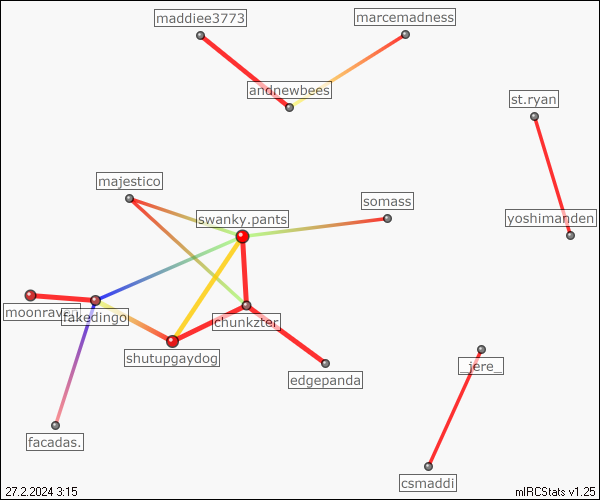 maddiee3773
marcemadness
andnewbees
st.ryan
majestico
somass
swanky.pants
yoshimanden
fakedingo
chunkzter
shutupgaydog
_jere_
edgepanda
facadas.
csmaddi
27.2.2024 3:15
mIRCStats v1.25